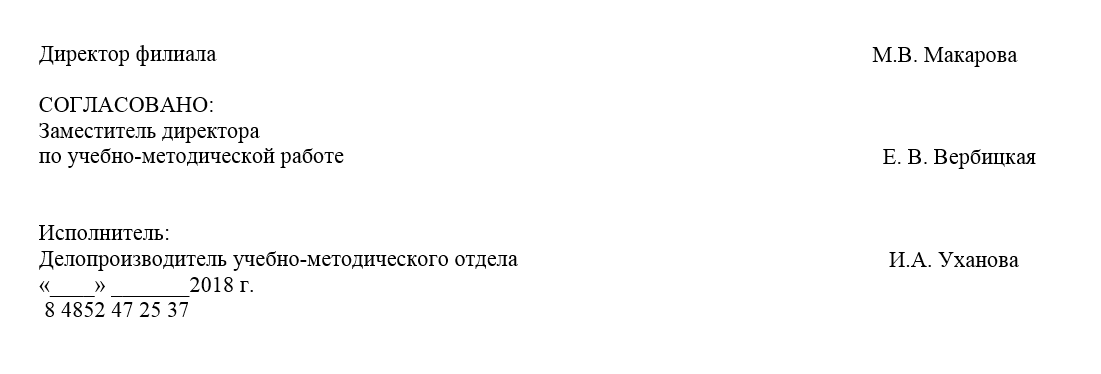 Директор филиала М.В. Макарова
СОГЛАСОВАНО:
Заместитель директора
по учебно-методической работе Е. В. Вербицкая
Исполнитель:
Делопроизводитель учебно-методического отдела И.А. Уханова
«____» _______2018 г.
8 4852 47 25 37